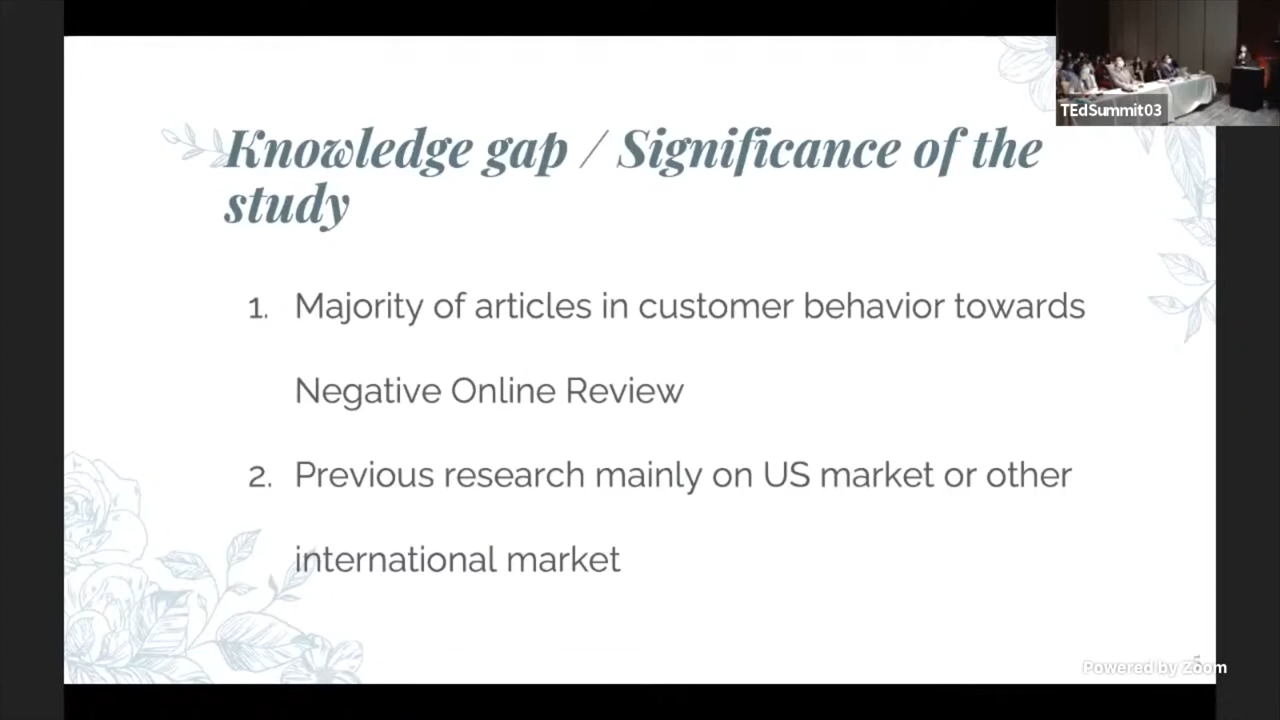 TEdSummit03
Knowledge gap / Significance of the
study
1. Majority of articles in customer behavior towards
Negative Online Review
2. Previous research mainly on US market or other
international market
Powered by Zoom